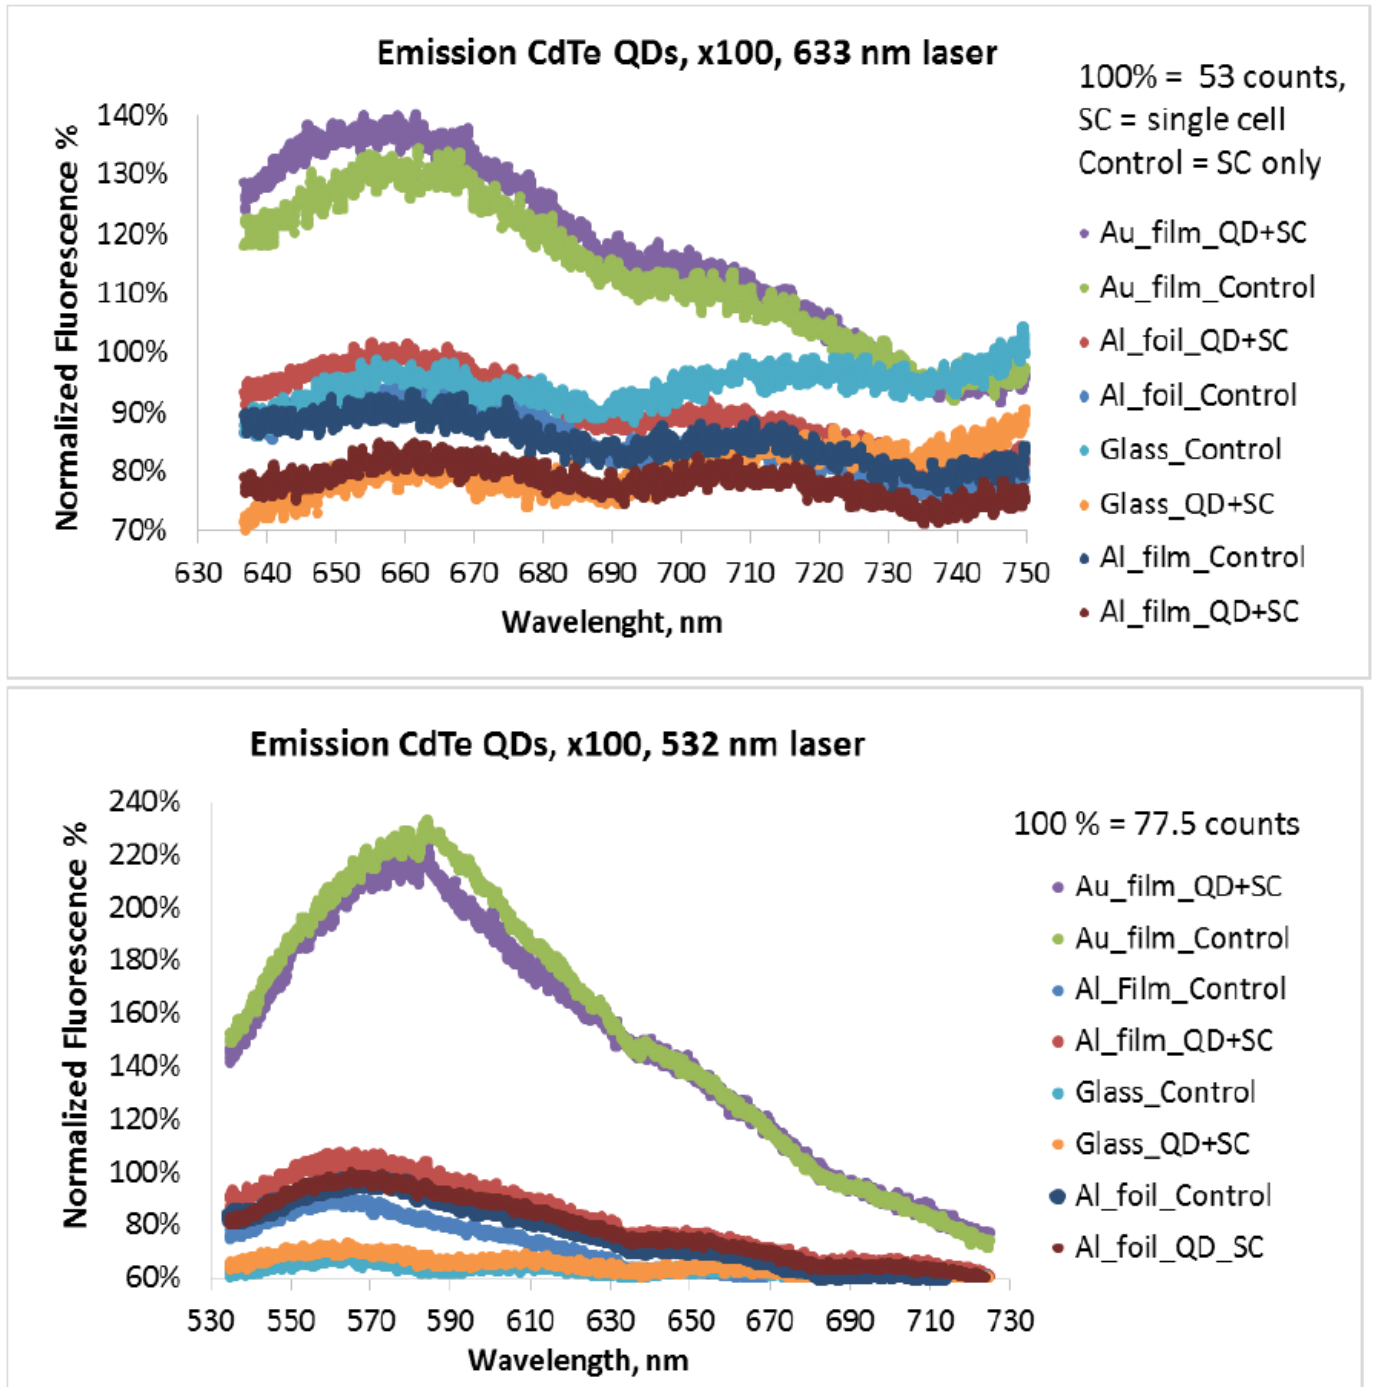 Emission CdTe QDs, x100, 633 nm laser
100% = 53 counts,
SC = single cell
Control = SC only
Normalized Fluorescence %
140%
130%
120%
110%
100%
90%
80%
70%
630 640 650 660 670 680 690 700 710 720 730 740 750
Wavelenght, nm
Au_film_QD+SC
Au_film_Control
Al_foil_QD+SC
Al_foil_Control
Glass_Control
Glass_QD+SC
Al_film_Control
Al_film_QD+SC
Emission CdTe QDs, x100, 532 nm laser
100 % = 77.5 counts
Normalized Fluorescence %
240%
220%
200%
180%
160%
140%
120%
100%
80%
60%
530 550 570 590 610 630 650 670 690 710 730
Wavelength, nm
Au_film_QD+SC
Au_film_Control
Al_Film_Control
Al_film_QD+SC
Glass_Control
Glass_QD+SC
Al_foil_Control
Al_foil_QD_SC